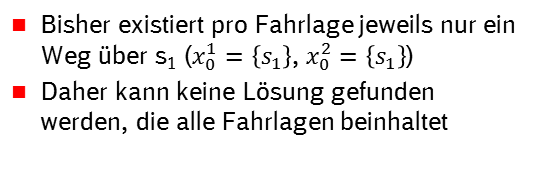 Bisher existiert pro Fahrlage jeweils nur ein
Weg über s₁ (x₀¹ = {s₁}, x₀² = {s₁})
Daher kann keine Lösung gefunden
werden, die alle Fahrlagen beinhaltet